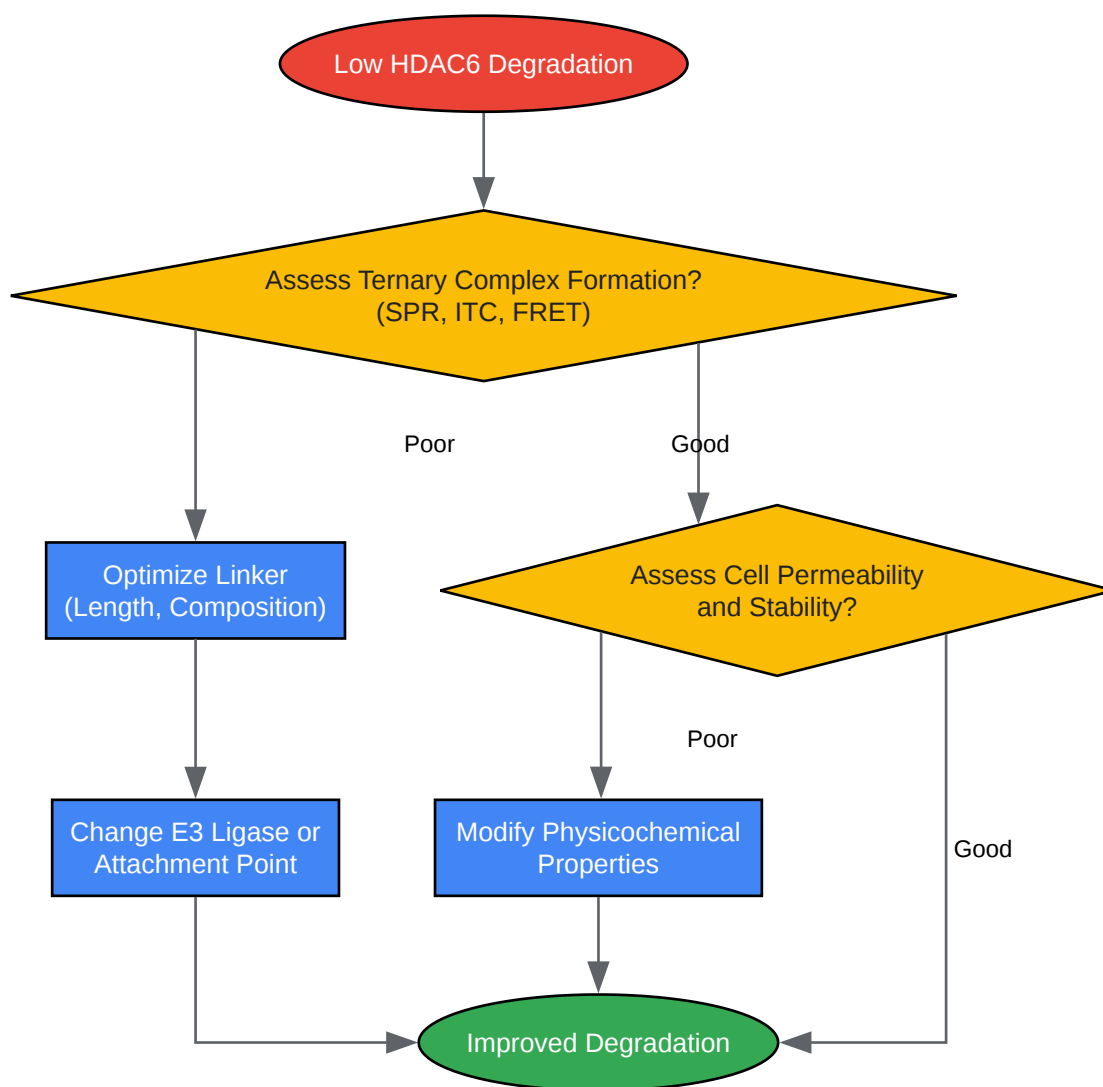 Low HDAC6 Degradation
Assess Ternary Complex Formation?
(SPR, ITC, FRET)
Poor
Good
Optimize Linker
(Length, Composition)
Assess Cell Permeability
and Stability?
Poor
Change E3 Ligase or
Attachment Point
Modify Physicochemical
Properties
Good
Improved Degradation